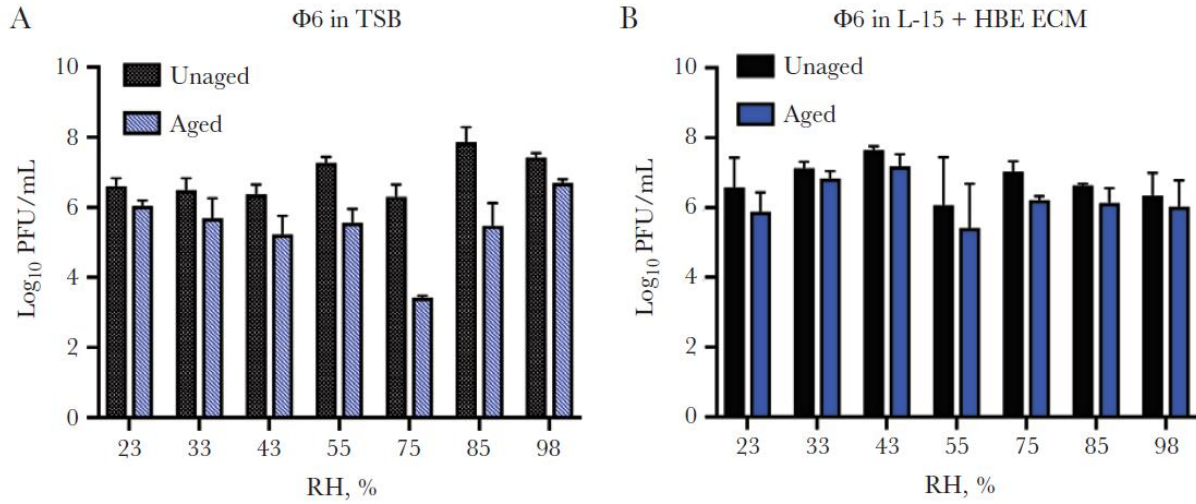 A
Φ6 in TSB
Unaged
Aged
Log₁₀ PFU/mL
10
8
6
4
2
0
23 33 43 55 75 85 98
RH, %
B
Φ6 in L-15 + HBE ECM
Unaged
Aged
Log₁₀ PFU/mL
10
8
6
4
2
0
23 33 43 55 75 85 98
RH, %